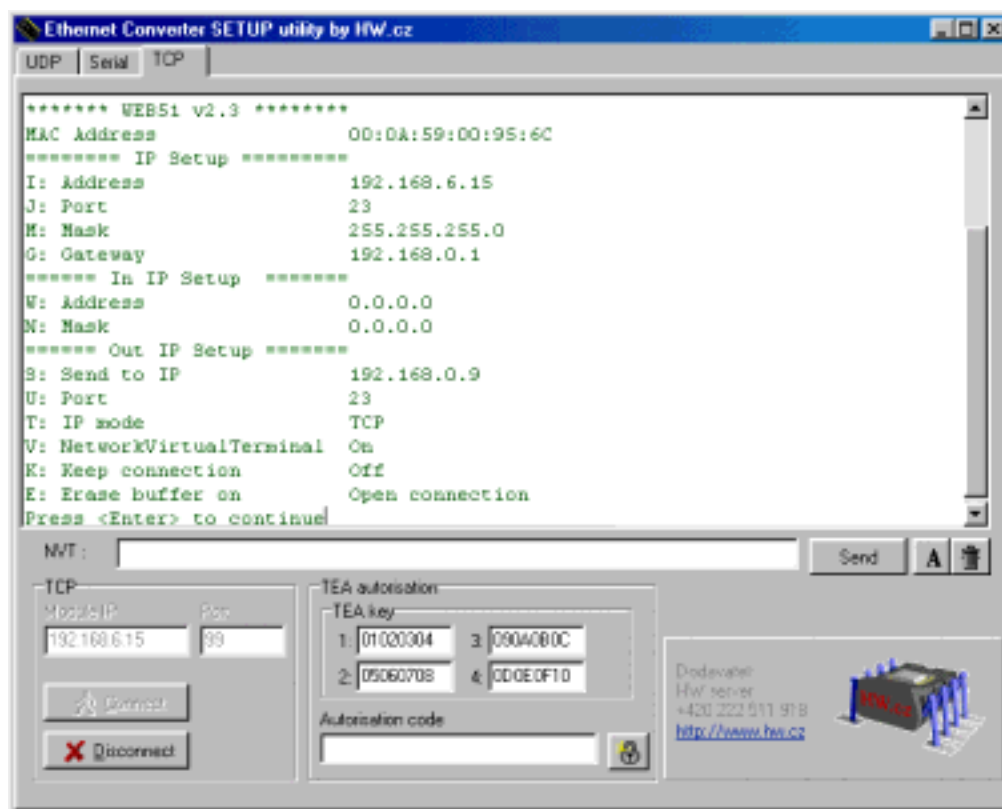 Ethernet Converter SETUP utility by HW.cz
UDP Serial TCP
******* WEB51 v2.3 ********
MAC Address 00:0A:59:00:95:6C
======== IP Setup =========
I: Address 192.168.6.15
J: Port 23
M: Mask 255.255.255.0
G: Gateway 192.168.0.1
====== In IP Setup =======
W: Address 0.0.0.0
N: Mask 0.0.0.0
====== Out IP Setup =======
S: Send to IP 192.168.0.9
U: Port 23
T: IP mode TCP
V: NetworkVirtualTerminal On
K: Keep connection Off
E: Erase buffer on Open connection
Press <Enter> to continue
NVT : Send A
TCP
Module IP Port
192.168.6.15 99
Connect
Disconnect
TEA autorisation
TEA key
1: 01020304 3: 090A0B0C
2: 05060708 4: 0D0E0F10
Autorisation code
Dodavatel:
HW server
+420 222 511 918
http://www.hw.cz
HW.cz